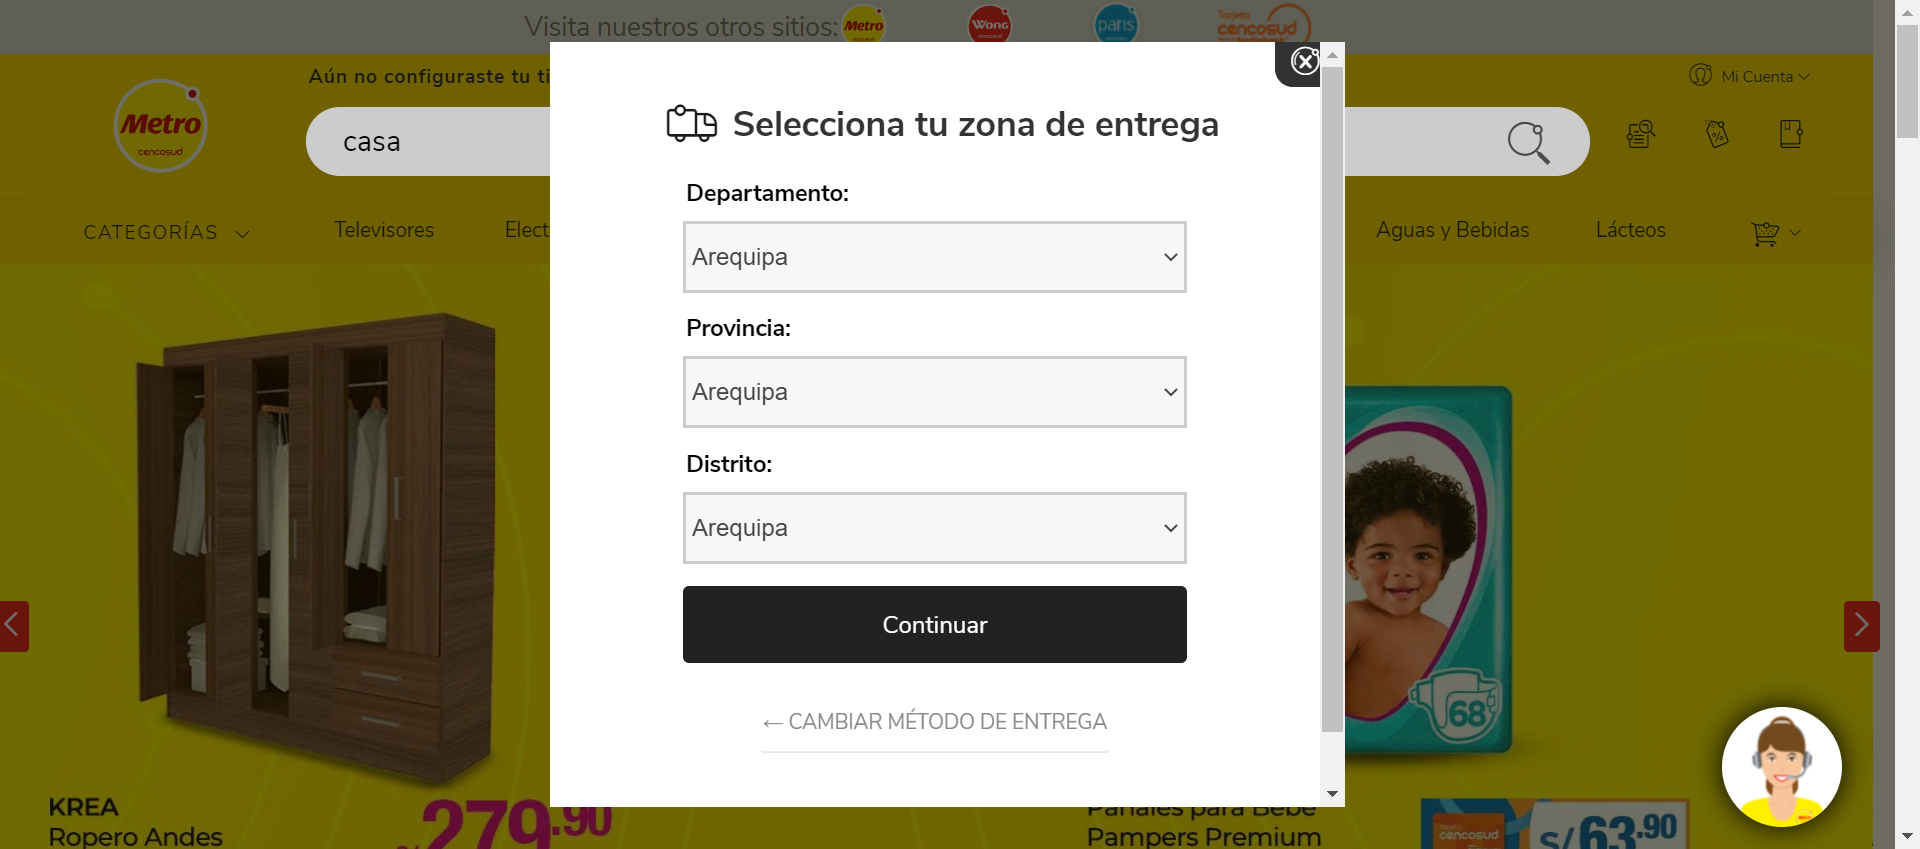 Visita nuestros otros sitios:
Metro
cencosud
Wong
cencosud
paris
Tarjeta
cencosud
Aún no configuraste tu ti
Mi Cuenta
Metro
cencosud
casa
CATEGORÍAS
Televisores
Elect
Aguas y Bebidas
Lácteos
Selecciona tu zona de entrega
Departamento:
Arequipa
Provincia:
Arequipa
Distrito:
Arequipa
Continuar
← CAMBIAR MÉTODO DE ENTREGA
68
KREA
Ropero Andes
279.90
Pañales para Bebé
Pampers Premium
cencosud
S/63.90